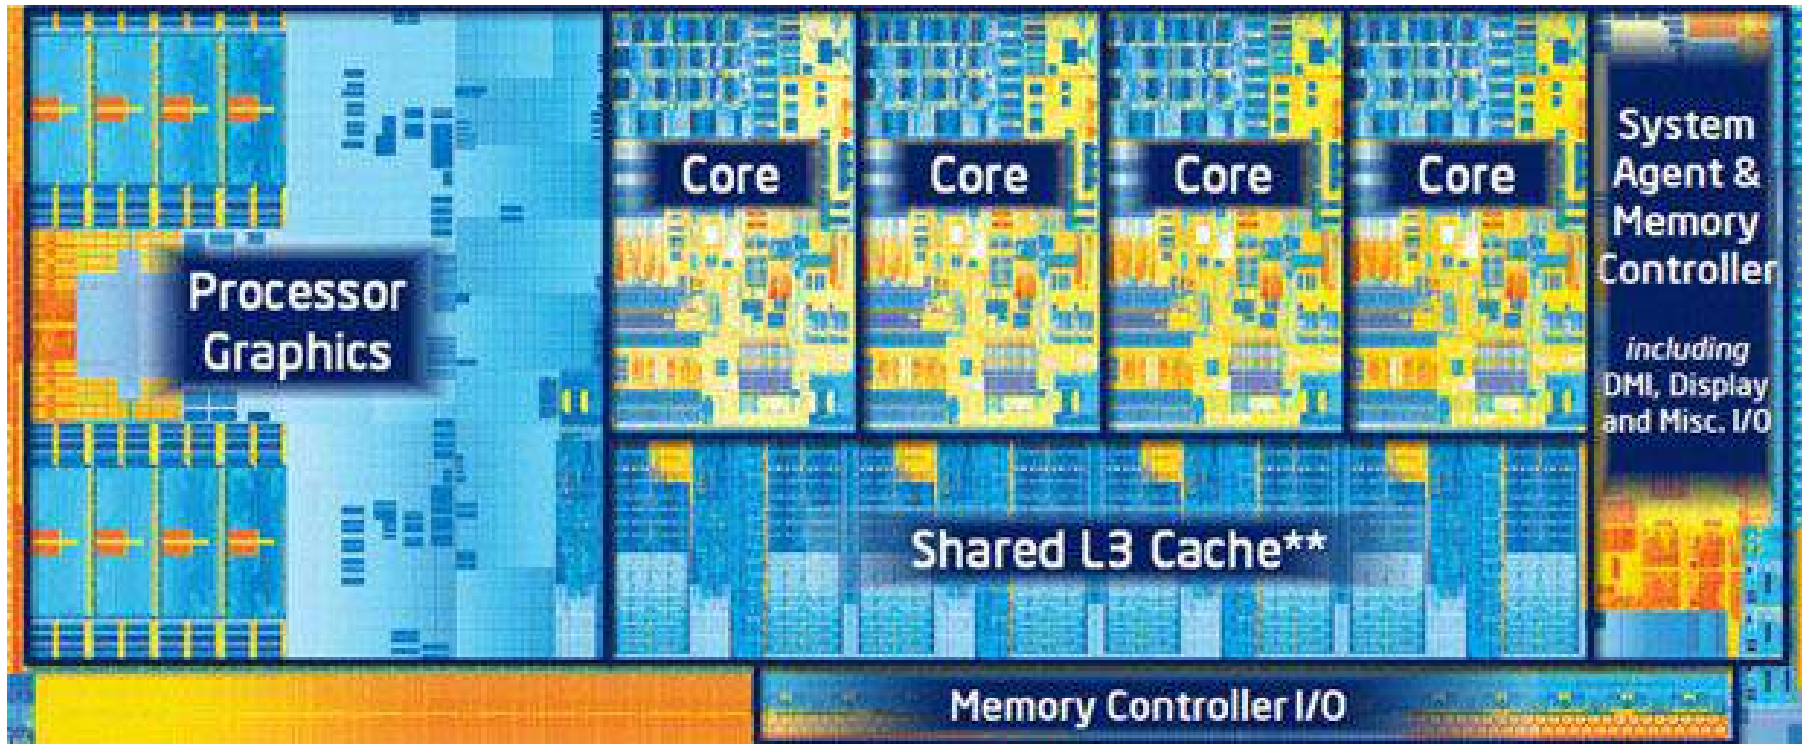 Processor
Graphics
Core
Core
Core
Core
System
Agent &
Memory
Controller
including
DMI, Display
and Misc. I/O
Shared L3 Cache**
Memory Controller I/O